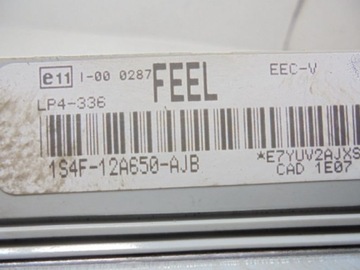 e11 I-00 0287 FEEL EEC-V
LP4-336
1S4F-12A650-AJB *E7YUV2AJXS
CAD 1E07